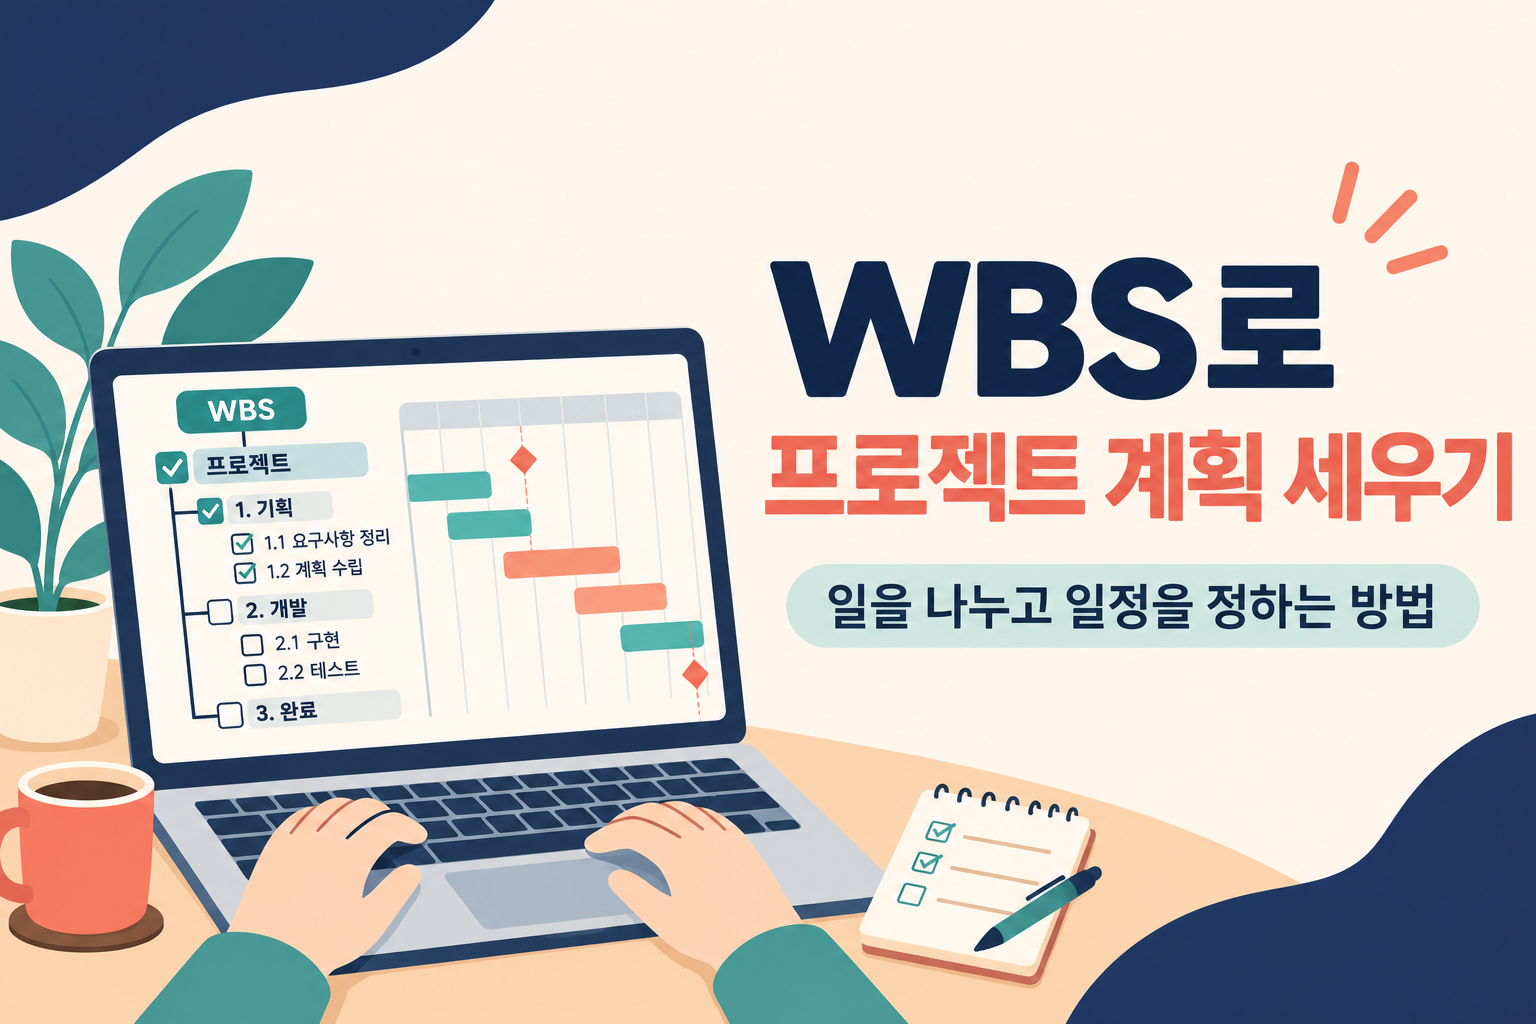 WBS로
프로젝트 계획 세우기
일을 나누고 일정을 정하는 방법
WBS
프로젝트
1. 기획
1.1 요구사항 정리
1.2 계획 수립
2. 개발
2.1 구현
2.2 테스트
3. 완료